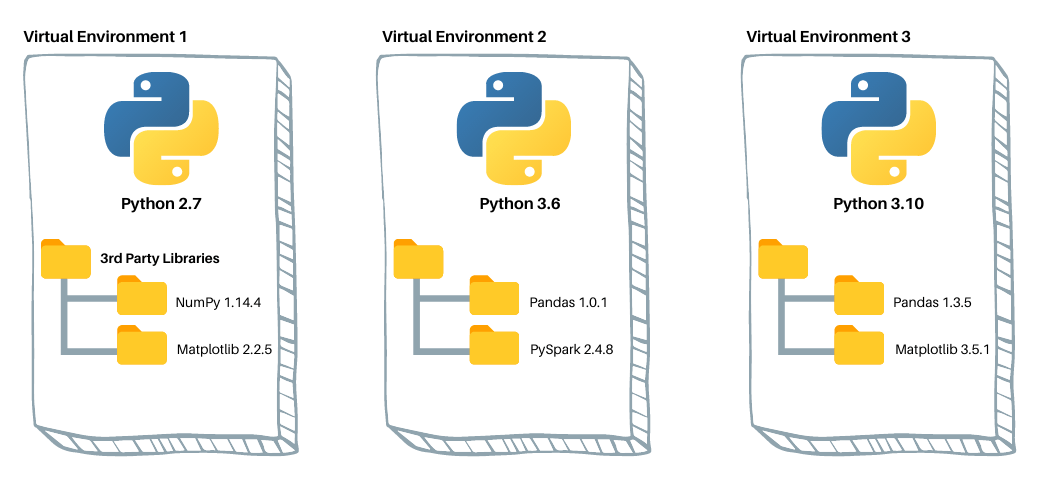 Virtual Environment 1
Python 2.7
3rd Party Libraries
NumPy 1.14.4
Matplotlib 2.2.5
Virtual Environment 2
Python 3.6
Pandas 1.0.1
PySpark 2.4.8
Virtual Environment 3
Python 3.10
Pandas 1.3.5
Matplotlib 3.5.1